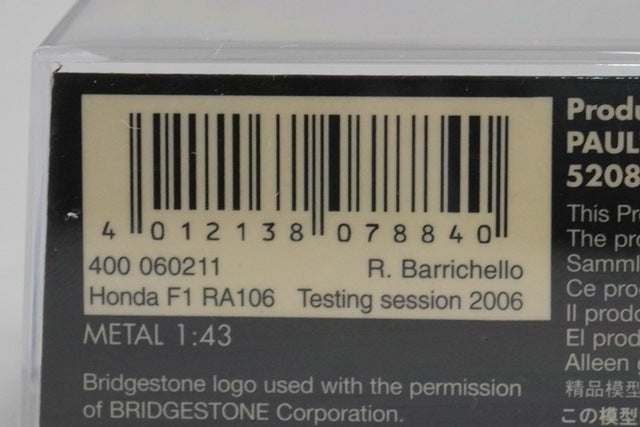 4 012138 078840
400 060211 R. Barrichello
Honda F1 RA106 Testing session 2006
METAL 1:43
Bridgestone logo used with the permission
of BRIDGESTONE Corporation.
Produ
PAUL
5208
This Pr
The pro
Sammle
Ce prod
Il prodo
El prod
Alleen g
精品模型
この模型